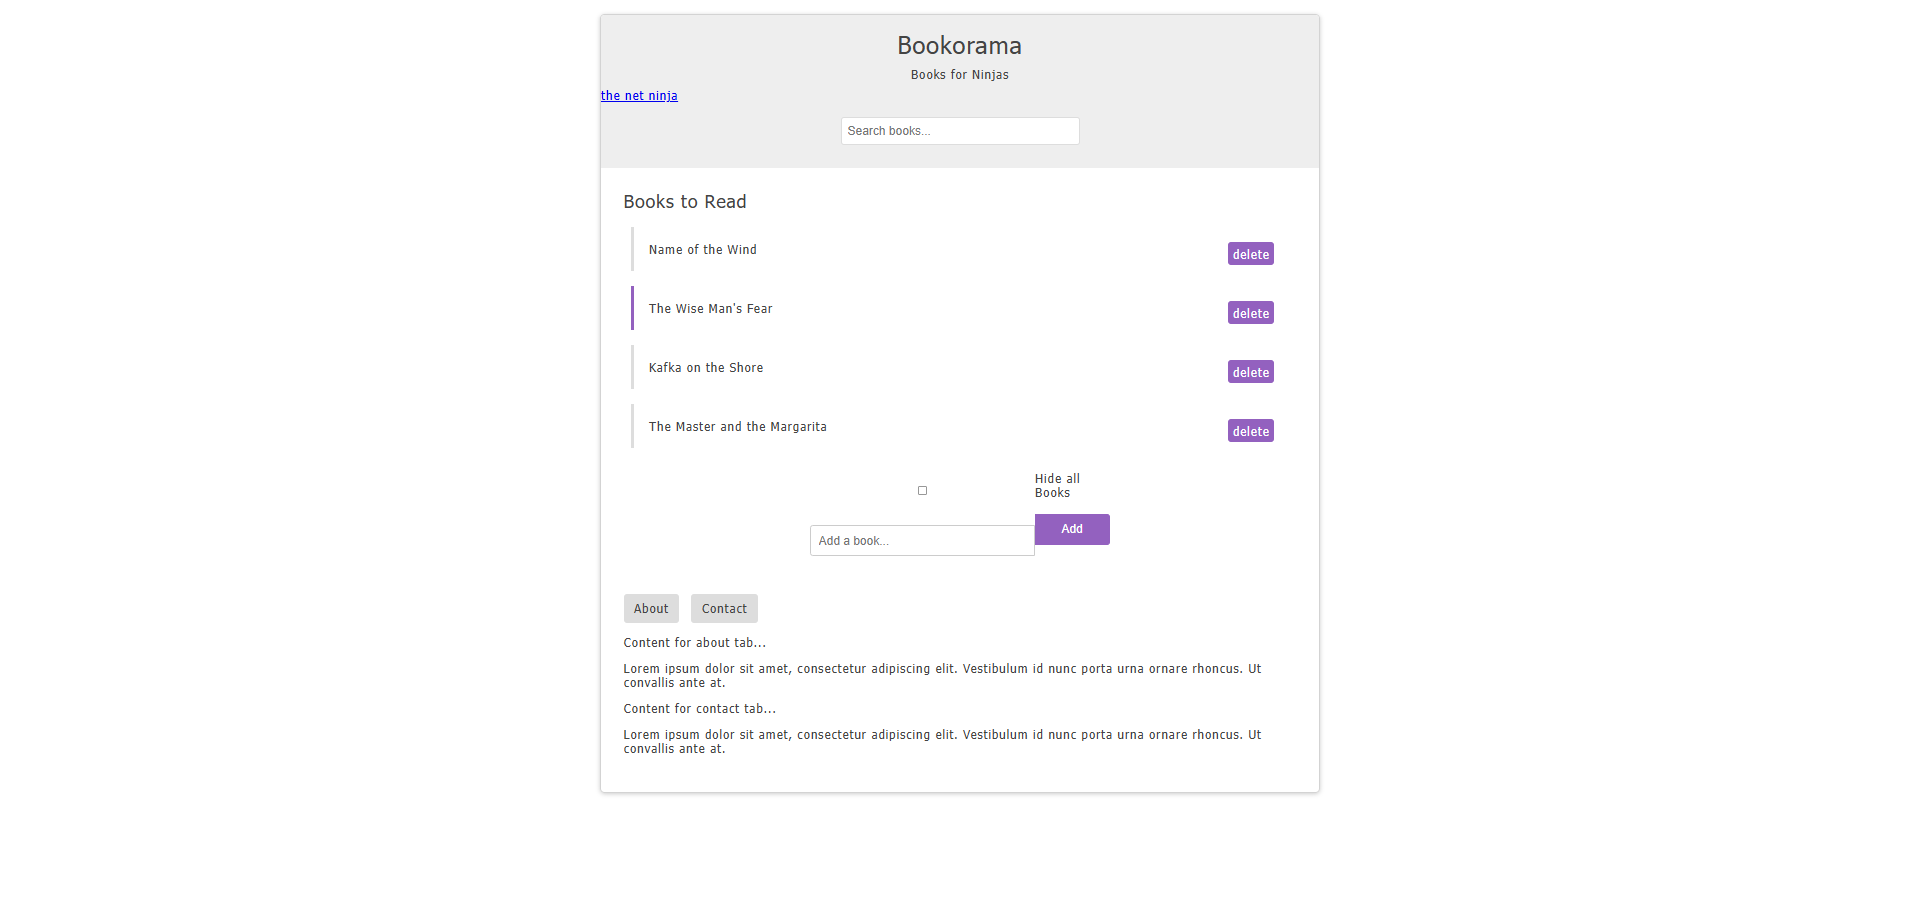 Bookorama
Books for Ninjas
the net ninja
Search books...
Books to Read
Name of the Wind
delete
The Wise Man's Fear
delete
Kafka on the Shore
delete
The Master and the Margarita
delete
Hide all
Books
Add a book...
Add
About
Contact
Content for about tab...
Lorem ipsum dolor sit amet, consectetur adipiscing elit. Vestibulum id nunc porta urna ornare rhoncus. Ut
convallis ante at.
Content for contact tab...
Lorem ipsum dolor sit amet, consectetur adipiscing elit. Vestibulum id nunc porta urna ornare rhoncus. Ut
convallis ante at.